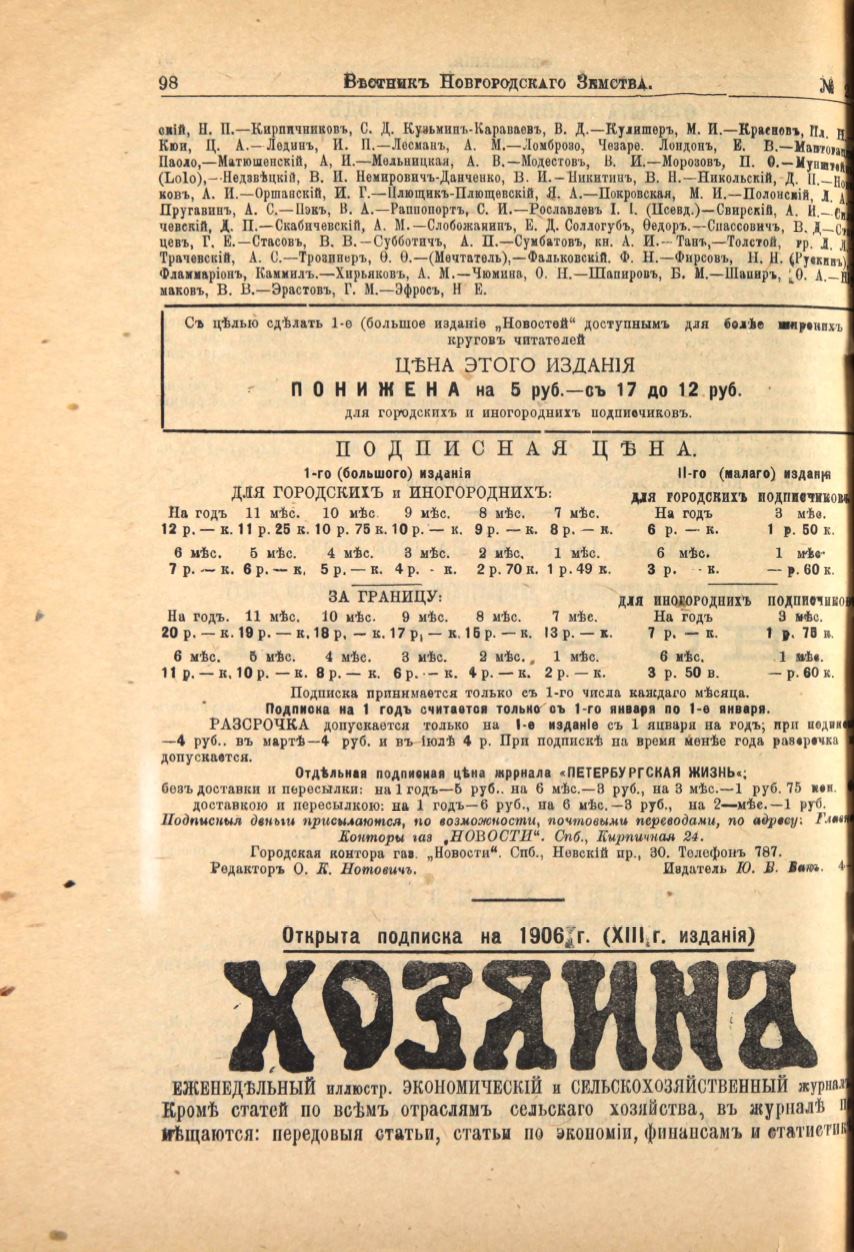 98 Вѣстникъ Новгородскаго Земства. №
скій, Н. П.—Кирпичниковъ, С. Д. Кузьминъ-Караваевъ, В. Д.—Кулишеръ, М. И.—Красновъ, Пл. Н.
Кюи, Ц. А.—Лединъ, И. П.—Лесманъ, А. М.—Ломброзо, Чезаре. Лондонъ, Е. В.—
Паоло,—Матюшенскій, А, И.—Мельницкая, А. В.—Модестовъ, В. И.—Морозовъ, П. О.—
(Lolo),—Недзвѣцкій, В. И. Немировичъ-Данченко, В. И.—Никитинъ, В. Н.—Никольскій, Д. П.—
ковъ, А. И.—Оршанскій, И. Г.—Плющикъ-Плющевскій, Я. А.—Покровская, М. И.—Полонскій, Л. А.
Пругавинъ, А. С.—Пэкъ, В. А.—Раппопортъ, С. И.—Рославлевъ I. I. (Псевд.)—Свирскій, А. И.—
чевскій, Д. П.—Скабичевскій, А. М.—Слобожанинъ, Е. Д. Соллогубъ, Ѳедоръ.—Спассовичъ, В. Д—
цевъ, Г. Е.—Стасовъ, В. В.—Субботичъ, А. П.—Сумбатовъ, кн. А. И.—Танъ,—Толстой, гр. Л. Л.
Трачевскій, А. С.—Трозинеръ, Ѳ. Ѳ.—(Мечтатель),—Фальковскій. Ф. Н.—Фирсовъ, Н. Н. (Рускинъ)
Фламмаріонъ, Каммилъ.—Хирьяковъ, А. М.—Чюмина, О. Н.—Шапировъ, Б. М.—Шапиръ, О. А.—
маковъ, В. В.—Эрастовъ, Г. М.—Эфросъ, Н Е.
Съ цѣлью сдѣлать 1-е (большое изданіе „Новостей“ доступнымъ для болѣе широкихъ
круговъ читателей
ЦѢНА ЭТОГО ИЗДАНІЯ
ПОНИЖЕНА на 5 руб.—съ 17 до 12 руб.
для городскихъ и иногороднихъ подписчиковъ.
ПОДПИСНАЯ ЦѢНА.
1-го (большого) изданія II-го (малаго) изданія
ДЛЯ ГОРОДСКИХЪ и ИНОГОРОДНИХЪ: для городскихъ подписчиковъ
На годъ 11 мѣс. 10 мѣс 9 мѣс. 8 мѣс. 7 мѣс. На годъ 3 мѣс.
12 р. — к. 11 р. 25 к. 10 р. 75 к. 10 р. — к. 9 р. — к. 8 р. — к. 6 р. — к. 1 р. 50 к.
6 мѣс. 5 мѣс. 4 мѣс. 3 мѣс. 2 мѣс. 1 мѣс. 6 мѣс. 1 мѣс
7 р. — к. 6 р. — к, 5 р. — к. 4 р. - к. 2 р. 70 к. 1 р. 49 к. 3 р. - к. — р. 60 к.
ЗА ГРАНИЦУ: для иногороднихъ подписчиков
На годъ. 11 мѣс. 10 мѣс. 9 мѣс. 8 мѣс. 7 мѣс. На годъ 3 мѣс.
20 р. — к. 19 р. — к. 18 р, — к. 17 р, — к. 15 р. — к. 13 р. — к. 7 р. — к. 1 р. 75 к.
6 мѣс. 5 мѣс. 4 мѣс. 3 мѣс. 2 мѣс. 1 мѣс. 6 мѣс. 1 мѣс.
11 р. — к. 10 р. — к. 8 р. — к. 6 р. - к. 4 р. — к. 2 р. — к. 3 р. 50 в. — р. 60 к.
Подписка принимается только съ 1-го числа каждаго мѣсяца.
Подписка на 1 годъ считается только съ 1-го января по 1-е января.
РАЗСРОЧКА допускается только на 1-е изданіе съ 1 января на годъ; при
—4 руб.. въ мартѣ—4 руб. и въ іюлѣ 4 р. При подпискѣ на время менѣе года разсрочка
допускается.
Отдѣльная подписная цѣна жррнала «ПЕТЕРБУРГСКАЯ ЖИЗНЬ«;
безъ доставки и пересылки: на 1 годъ—5 руб.. на 6 мѣс.—3 руб., на 3 мѣс.—1 руб. 75 коп.
доставкою и пересылкою: на 1 годъ—6 руб., на 6 мѣс.—3 руб., на 2—мѣс.—1 руб.
Подписныя деньги присылаются, по возможности, почтовыми переводами, по адресу: Главн
Конторы газ „НОВОСТИ“. Спб., Кирпичная 24.
Городская контора газ. „Новости“. Спб., Невскій пр., 30. Телефонъ 787.
Редакторъ О. К. Нотовичъ. Издатель Ю. Б. Бакъ. 4—
Открыта подписка на 1906 г. (XIII г. изданія)
ХОЗЯИНЪ
ЕЖЕНЕДѢЛЬНЫЙ иллюстр. ЭКОНОМИЧЕСКІЙ и СЕЛЬСКОХОЗЯЙСТВЕННЫЙ журнал
Кромѣ статей по всѣмъ отраслямъ сельскаго хозяйства, въ журналѣ п
мѣщаются: передовыя статьи, статьи по экономіи, финансамъ и статистик